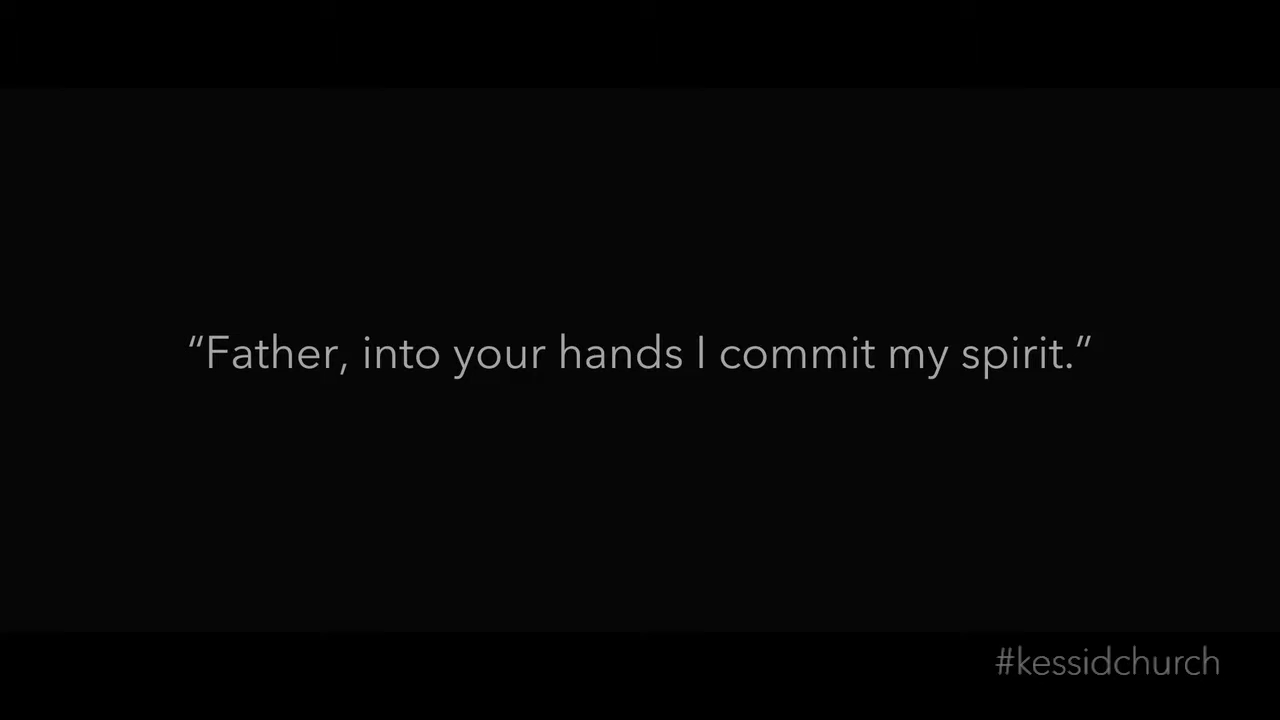 “Father, into your hands I commit my spirit.”
#kessidchurch